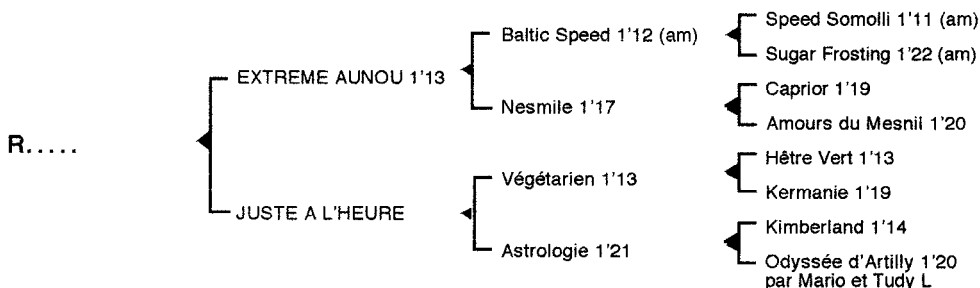 Speed Somolli 1'11 (am)
Baltic Speed 1'12 (am)
Sugar Frosting 1'22 (am)
EXTREME AUNOU 1'13
Caprior 1'19
Nesmile 1'17
Amours du Mesnil 1'20
R.....
Hêtre Vert 1'13
Végétarien 1'13
Kermanie 1'19
JUSTE A L'HEURE
Kimberland 1'14
Astrologie 1'21
Odyssée d'Artilly 1'20
par Mario et Tudy L